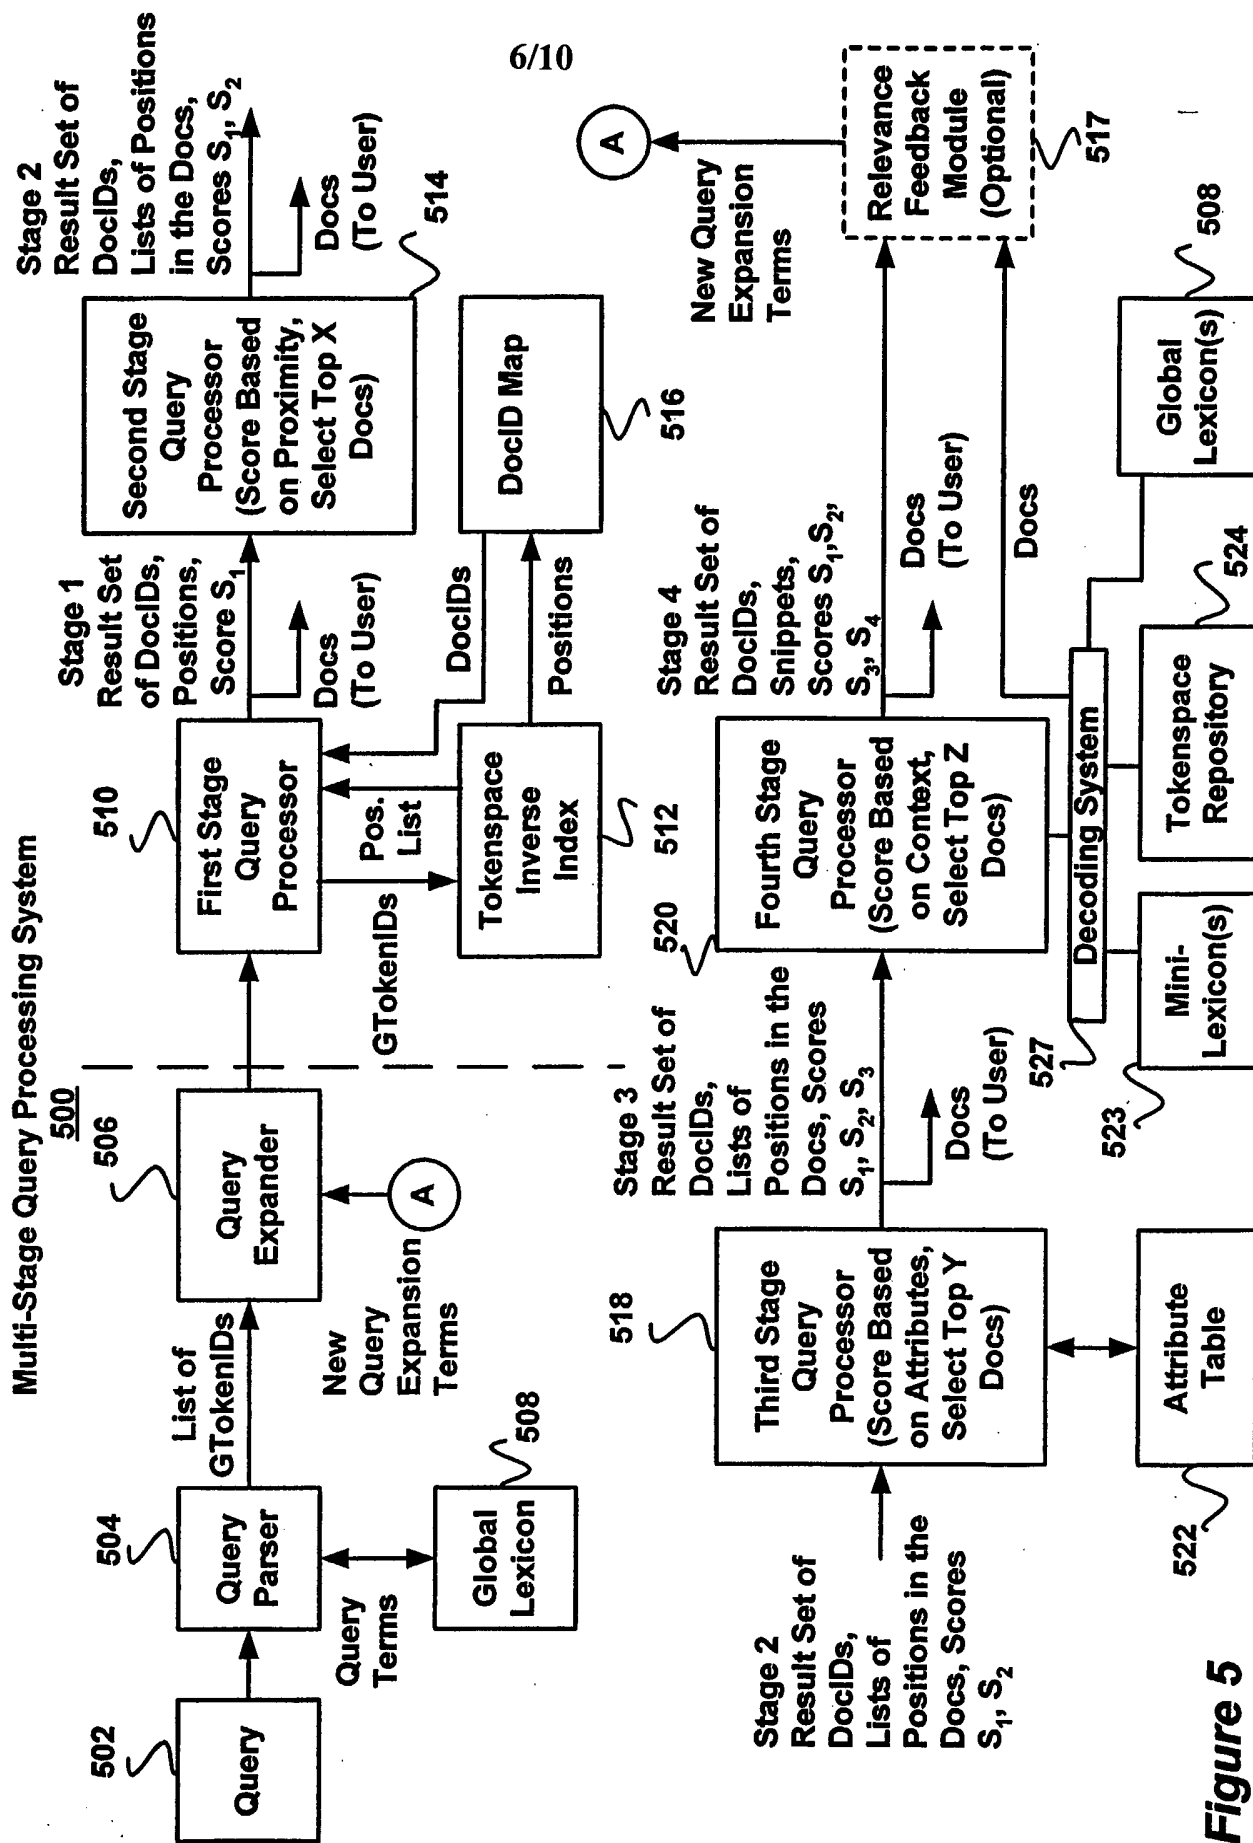 6/10
Multi-Stage Query Processing System
500
502
Query
504
Query
Parser
Query
Terms
508
Global
Lexicon
List of
GTokenIDs
506
Query
Expander
New
Query
Expansion
Terms
A
510
First Stage
Query
Processor
GTokenIDs
Pos.
List
Tokenspace
Inverse
Index
512
DocIDs
Positions
DocID Map
516
Stage 1
Result Set
of DocIDs,
Positions,
Score S1
Docs
(To User)
Second Stage
Query
Processor
(Score Based
on Proximity,
Select Top X
Docs)
514
Stage 2
Result Set of
DocIDs,
Lists of Positions
in the Docs,
Scores S1, S2
Docs
(To User)
Stage 2
Result Set of
DocIDs,
Lists of
Positions in the
Docs, Scores
S1, S2
518
Third Stage
Query
Processor
(Score Based
on Attributes,
Select Top Y
Docs)
522
Attribute
Table
Stage 3
Result Set of
DocIDs,
Lists of
Positions in the
Docs, Scores
S1, S2, S3
Docs
(To User)
520
Fourth Stage
Query
Processor
(Score Based
on Context,
Select Top Z
Docs)
527
Decoding System
523
Mini-
Lexicon(s)
Tokenspace
Repository
524
Global
Lexicon(s)
508
Stage 4
Result Set of
DocIDs,
Snippets,
Scores S1,S2,
S3, S4
Docs
(To User)
Docs
New Query
Expansion
Terms
A
Relevance
Feedback
Module
(Optional)
517
Figure 5